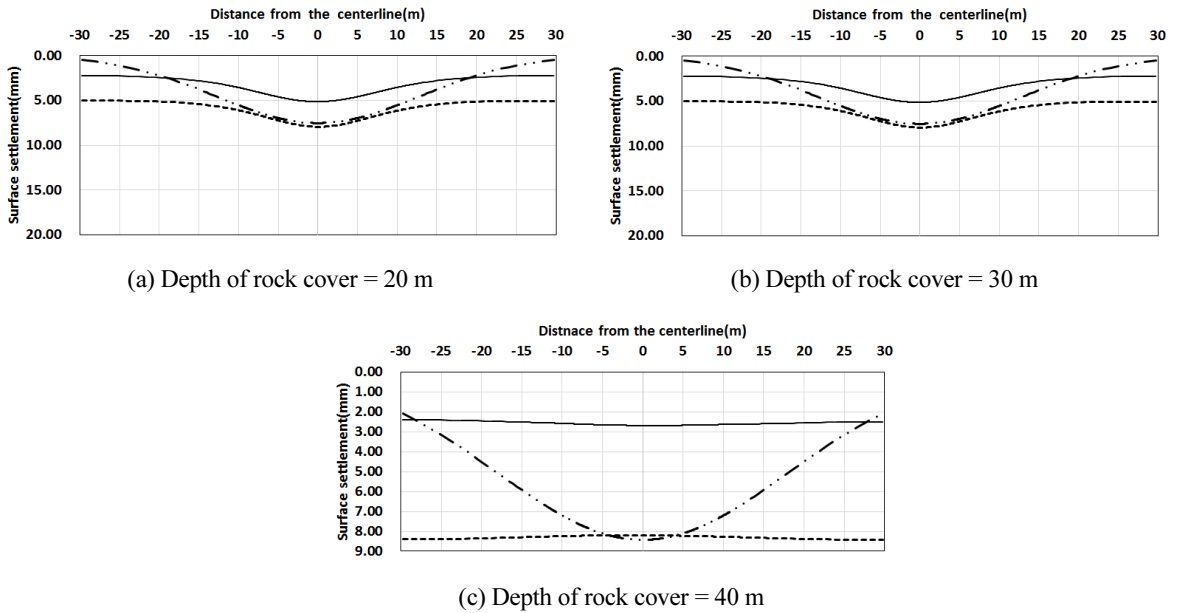 Distance from the centerline(m)
-30 -25 -20 -15 -10 -5 0 5 10 15 20 25 30
Surface settlement(mm)
0.00
5.00
10.00
15.00
20.00
(a) Depth of rock cover = 20 m
Distance from the centerline(m)
-30 -25 -20 -15 -10 -5 0 5 10 15 20 25 30
Surface settlement(mm)
0.00
5.00
10.00
15.00
20.00
(b) Depth of rock cover = 30 m
Distnace from the centerline(m)
-30 -25 -20 -15 -10 -5 0 5 10 15 20 25 30
Surface settlement(mm)
0.00
1.00
2.00
3.00
4.00
5.00
6.00
7.00
8.00
9.00
(c) Depth of rock cover = 40 m